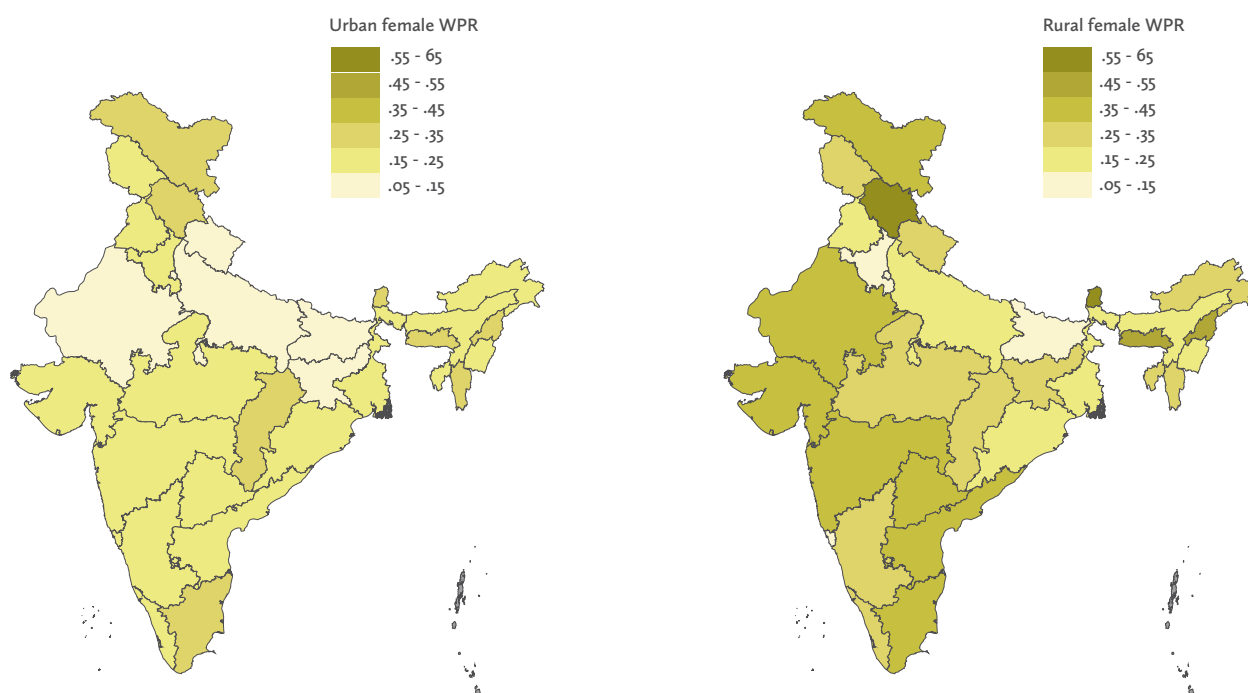 Urban female WPR
.55 - 65
.45 - .55
.35 - .45
.25 - .35
.15 - .25
.05 - .15
Rural female WPR
.55 - 65
.45 - .55
.35 - .45
.25 - .35
.15 - .25
.05 - .15